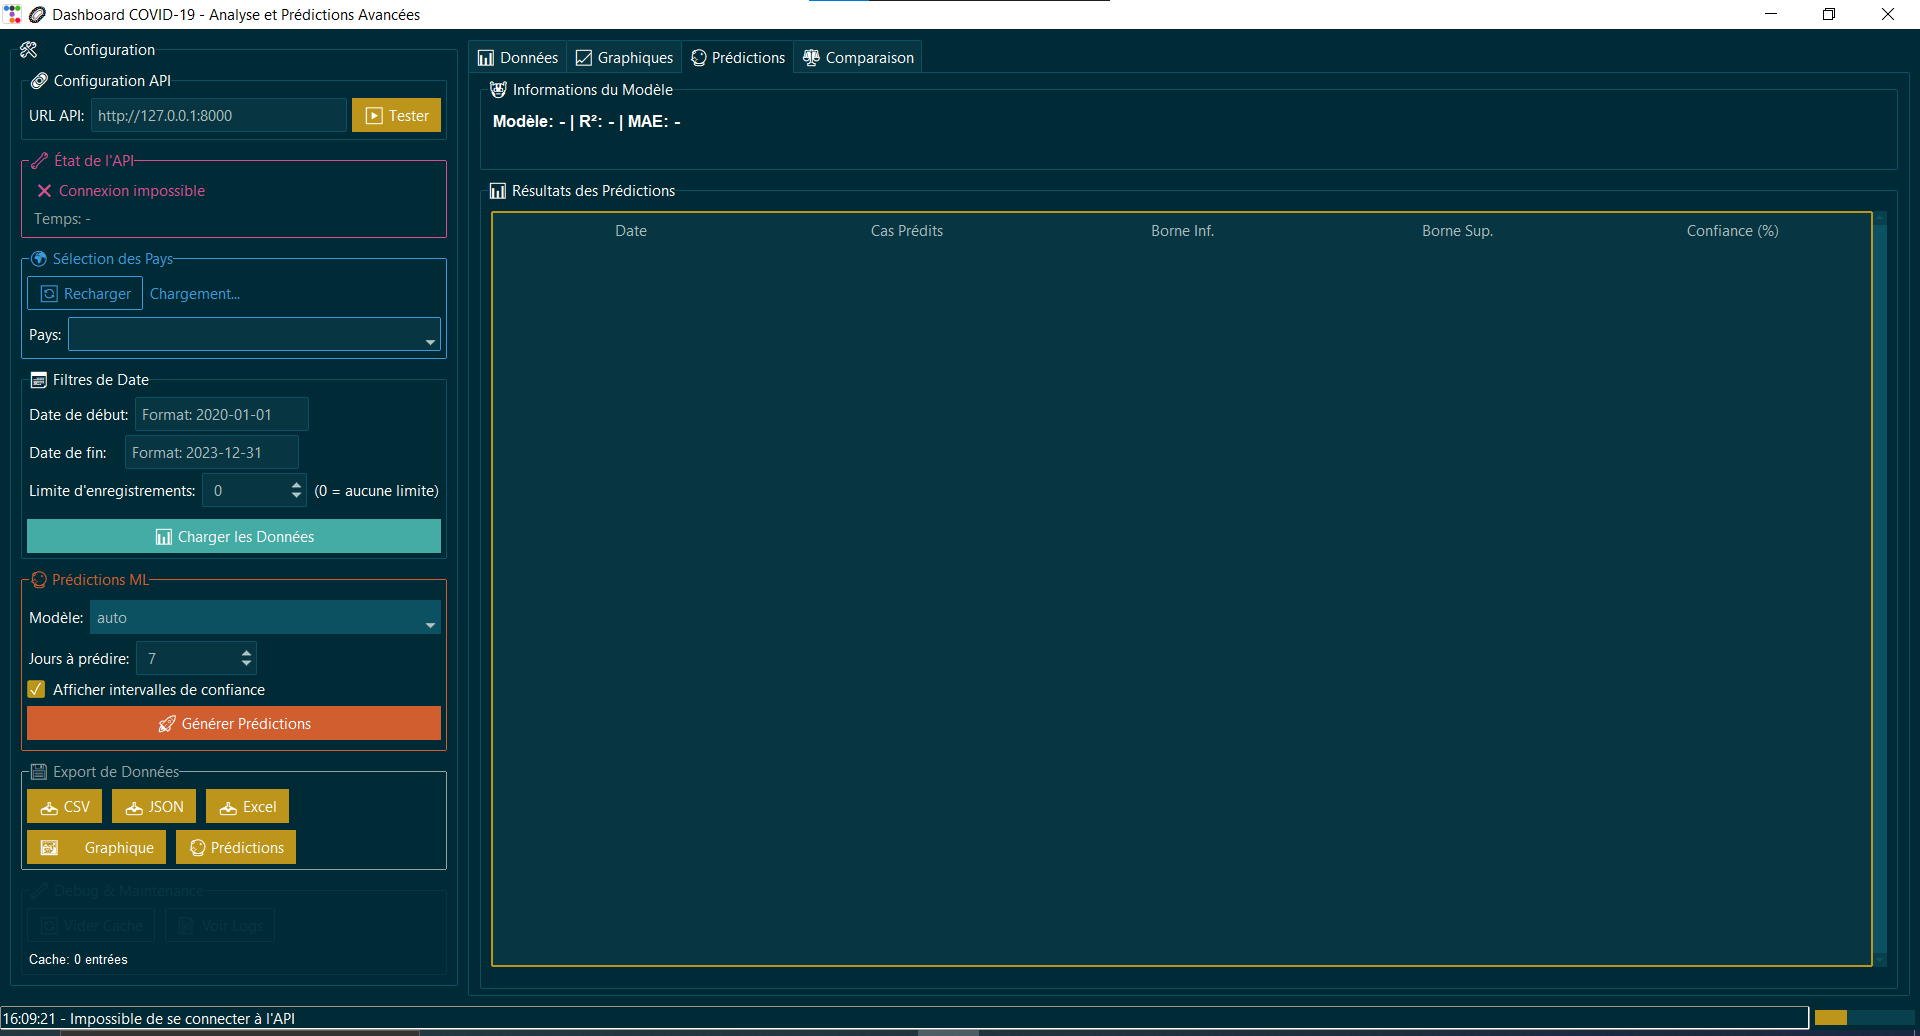 Dashboard COVID-19 - Analyse et Prédictions Avancées
Configuration
Configuration API
URL API: http://127.0.0.1:8000 Tester
État de l'API
Connexion impossible
Temps: -
Sélection des Pays
Recharger Chargement...
Pays:
Filtres de Date
Date de début: Format: 2020-01-01
Date de fin: Format: 2023-12-31
Limite d'enregistrements: 0 (0 = aucune limite)
Charger les Données
Prédictions ML
Modèle: auto
Jours à prédire: 7
Afficher intervalles de confiance
Générer Prédictions
Export de Données
CSV JSON Excel
Graphique Prédictions
Debug & Maintenance
Vider Cache Voir Logs
Cache: 0 entrées
Données Graphiques Prédictions Comparaison
Informations du Modèle
Modèle: - | R²: - | MAE: -
Résultats des Prédictions
Date Cas Prédits Borne Inf. Borne Sup. Confiance (%)
16:09:21 - Impossible de se connecter à l'API